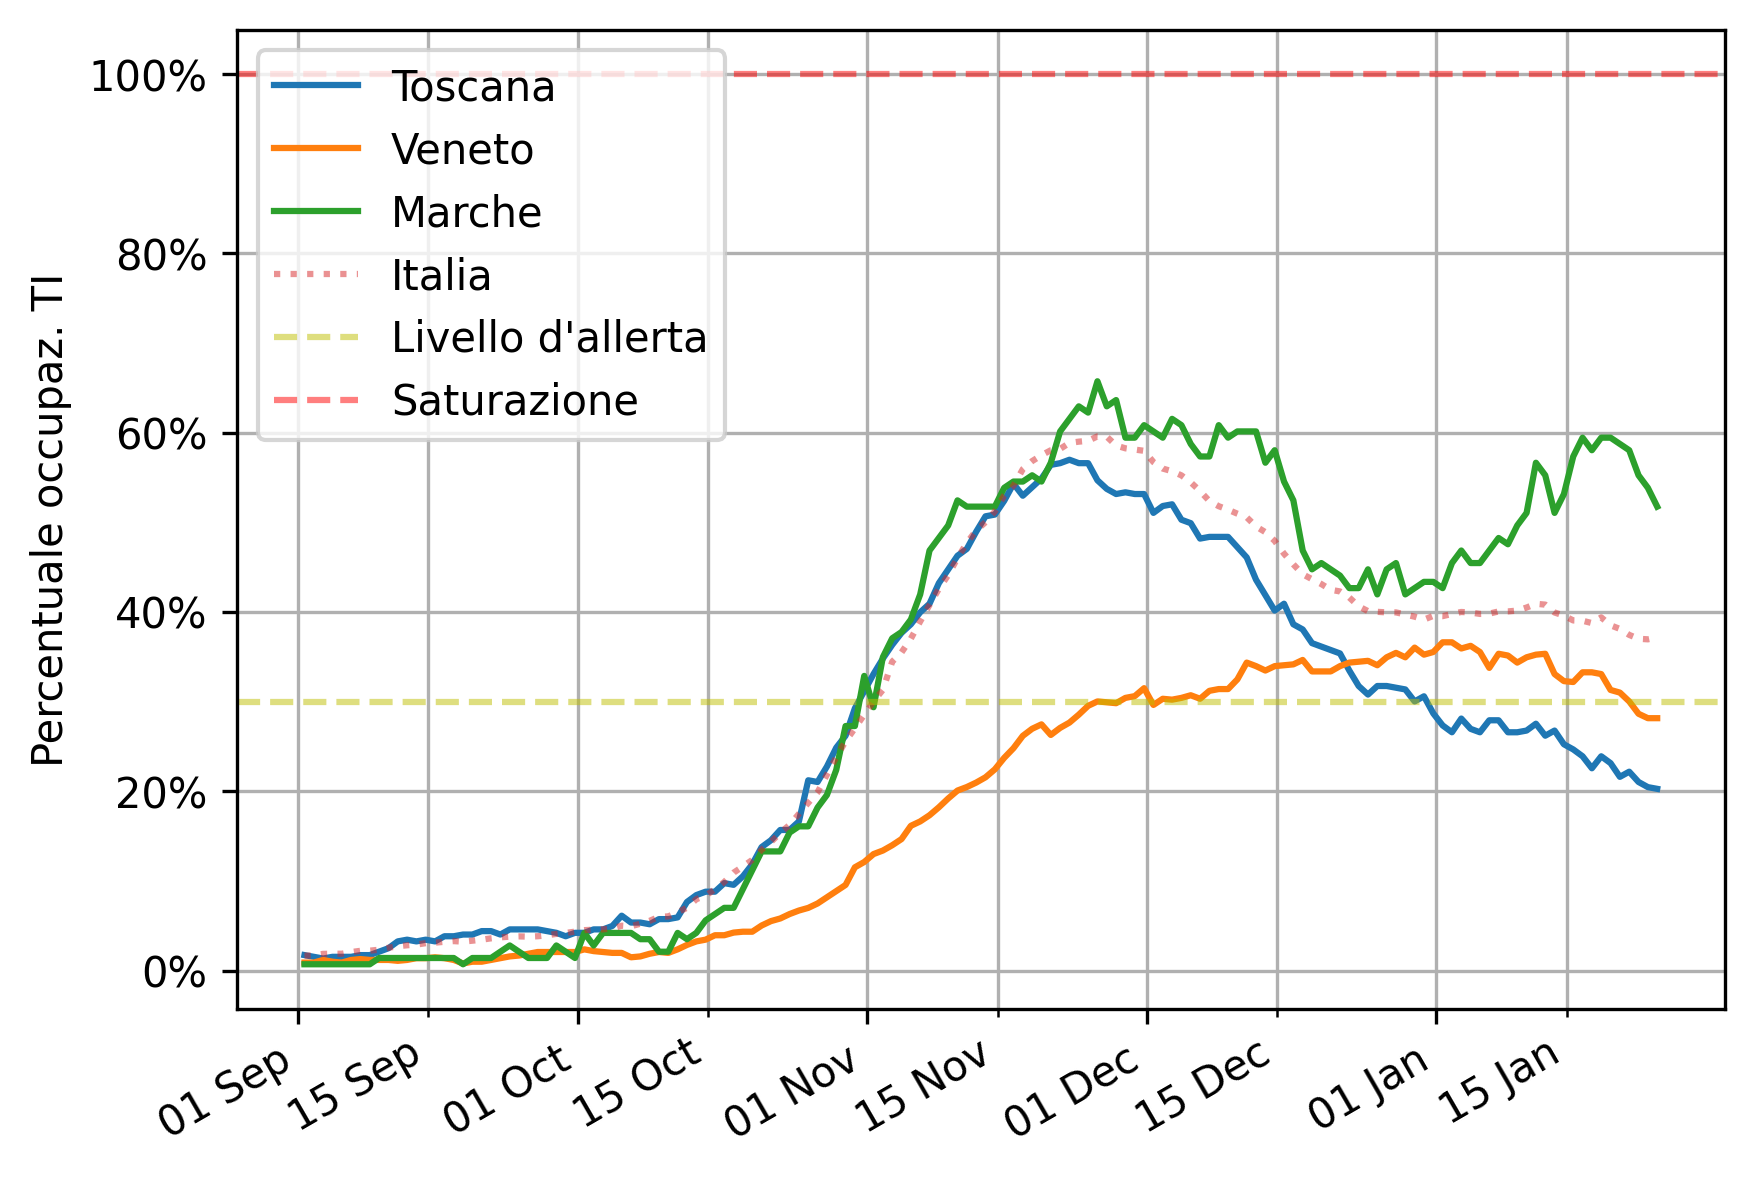 100%
80%
60%
40%
20%
0%
Percentuale occupaz. TI
Toscana
Veneto
Marche
Italia
Livello d'allerta
Saturazione
01 Sep
15 Sep
01 Oct
15 Oct
01 Nov
15 Nov
01 Dec
15 Dec
01 Jan
15 Jan